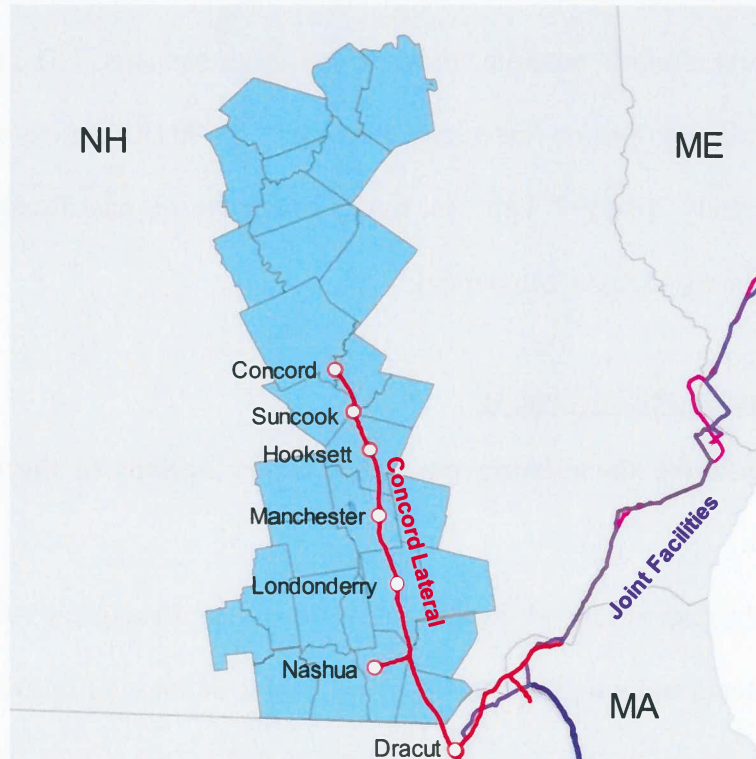 NH
ME
Concord
Suncook
Hooksett
Concord Lateral
Manchester
Joint Facilities
Londonderry
Nashua
MA
Dracut